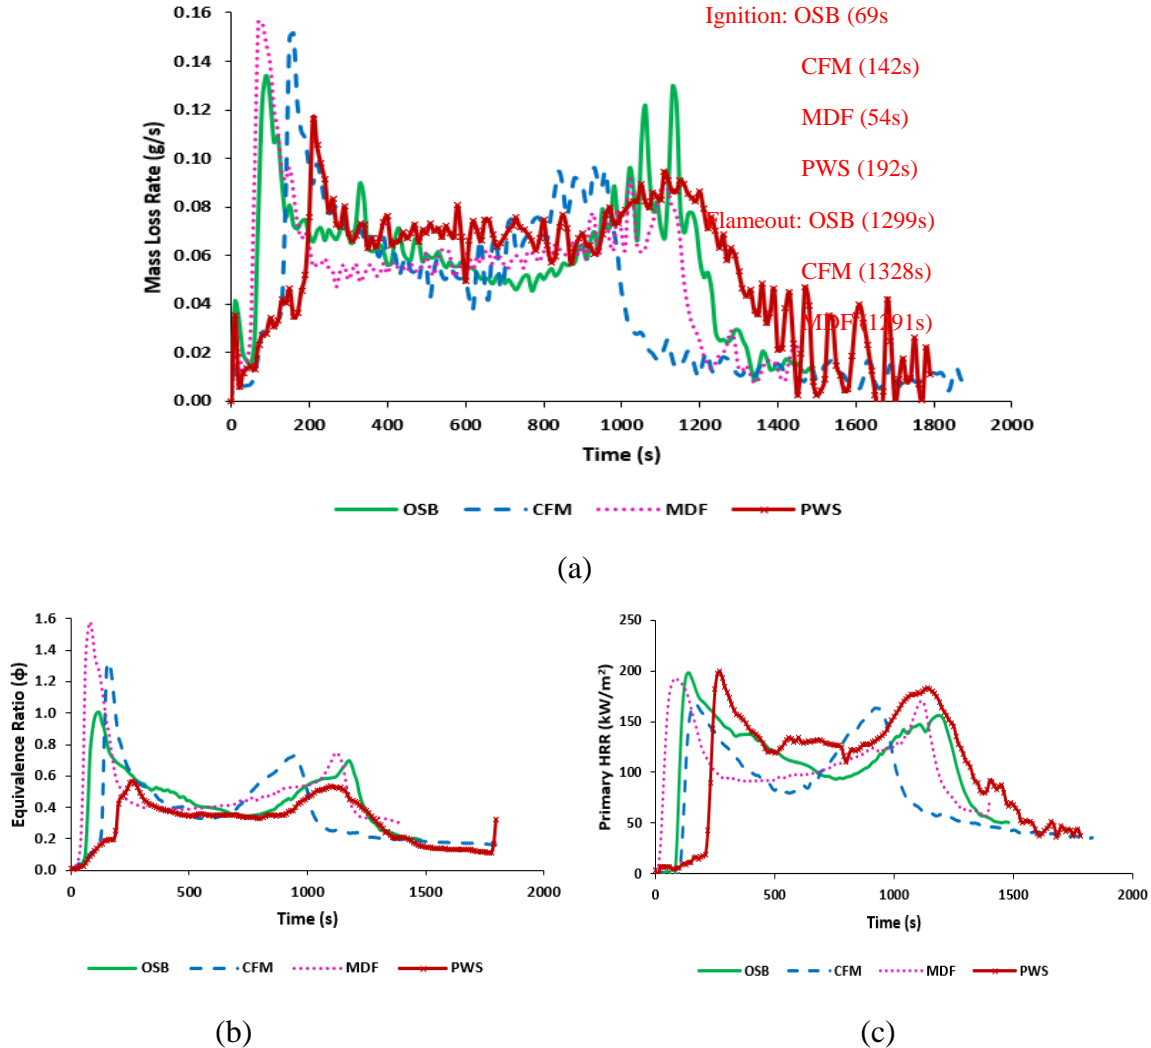 Ignition: OSB (69s
CFM (142s)
MDF (54s)
PWS (192s)
Flameout: OSB (1299s)
CFM (1328s)
MDF (1291s)
Mass Loss Rate (g/s)
0.16
0.14
0.12
0.10
0.08
0.06
0.04
0.02
0.00
0 200 400 600 800 1000 1200 1400 1600 1800 2000
Time (s)
OSB CFM MDF PWS
(a)
Equivalence Ratio (ϕ)
1.6
1.4
1.2
1.0
0.8
0.6
0.4
0.2
0.0
0 500 1000 1500 2000
Time (s)
OSB CFM MDF PWS
(b)
Primary HRR (kW/m²)
250
200
150
100
50
0
0 500 1000 1500 2000
Time (s)
OSB CFM MDF PWS
(c)